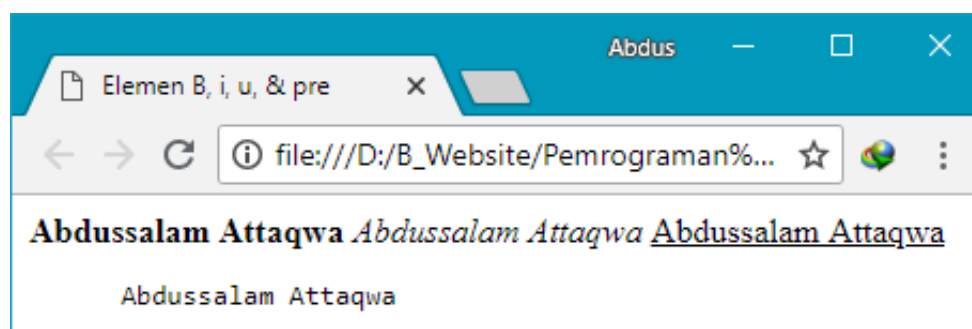 Abdus
Elemen B, i, u, & pre
file:///D:/B_Website/Pemrograman%...
Abdussalam Attaqwa Abdussalam Attaqwa Abdussalam Attaqwa
Abdussalam Attaqwa